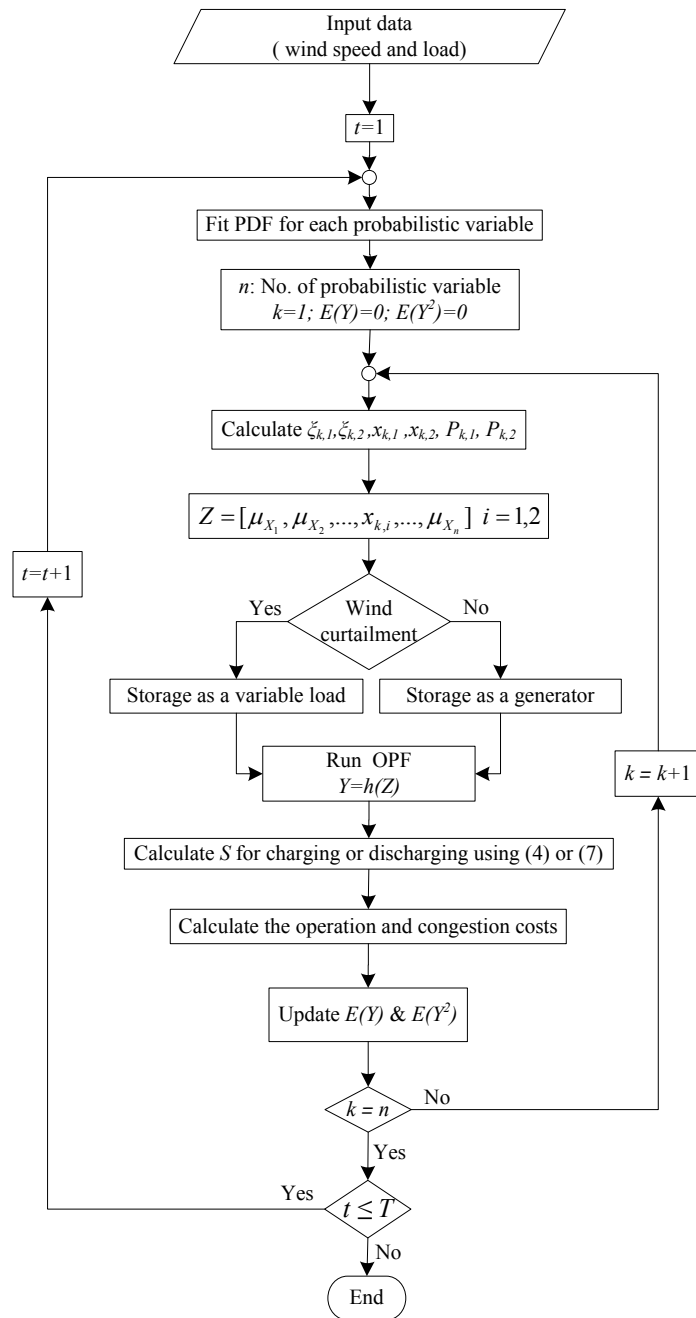 Input data
( wind speed and load)
t=1
Fit PDF for each probabilistic variable
n: No. of probabilistic variable
k=1; E(Y)=0; E(Y²)=0
Calculate ξk,1,ξk,2 ,xk,1 ,xk,2, Pk,1, Pk,2
Z = [μX₁, μX₂,..., xk,i,..., μXn] i = 1,2
t=t+1
Yes
Wind
curtailment
No
Storage as a variable load
Storage as a generator
Run OPF
Y=h(Z)
k = k+1
Calculate S for charging or discharging using (4) or (7)
Calculate the operation and congestion costs
Update E(Y) & E(Y²)
k = n
No
Yes
Yes
t ≤ T
No
End